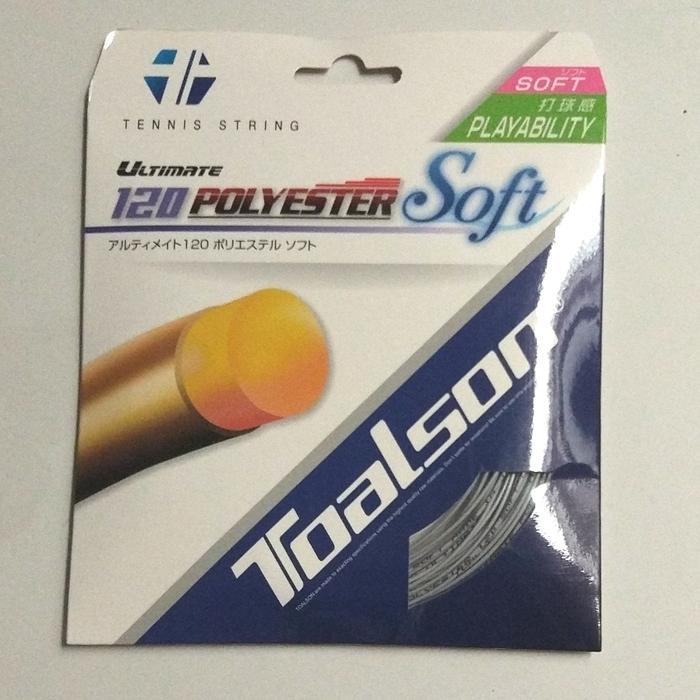 TENNIS STRING
ソフト
SOFT
打球感
PLAYABILITY
ULTIMATE
120 POLYESTER Soft
アルティメイト120 ポリエステル ソフト
Toalson